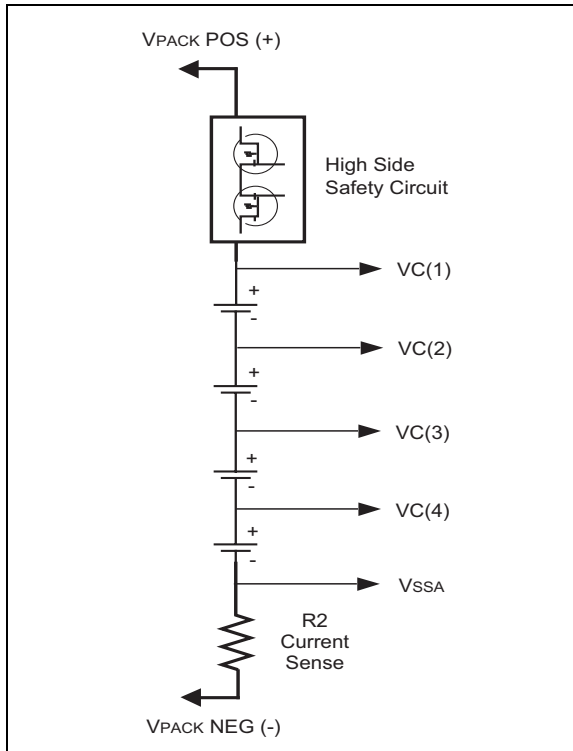 VPACK POS (+)
High Side
Safety Circuit
VC(1)
+
-
VC(2)
+
-
VC(3)
+
-
VC(4)
+
-
VSSA
R2
Current
Sense
VPACK NEG (-)